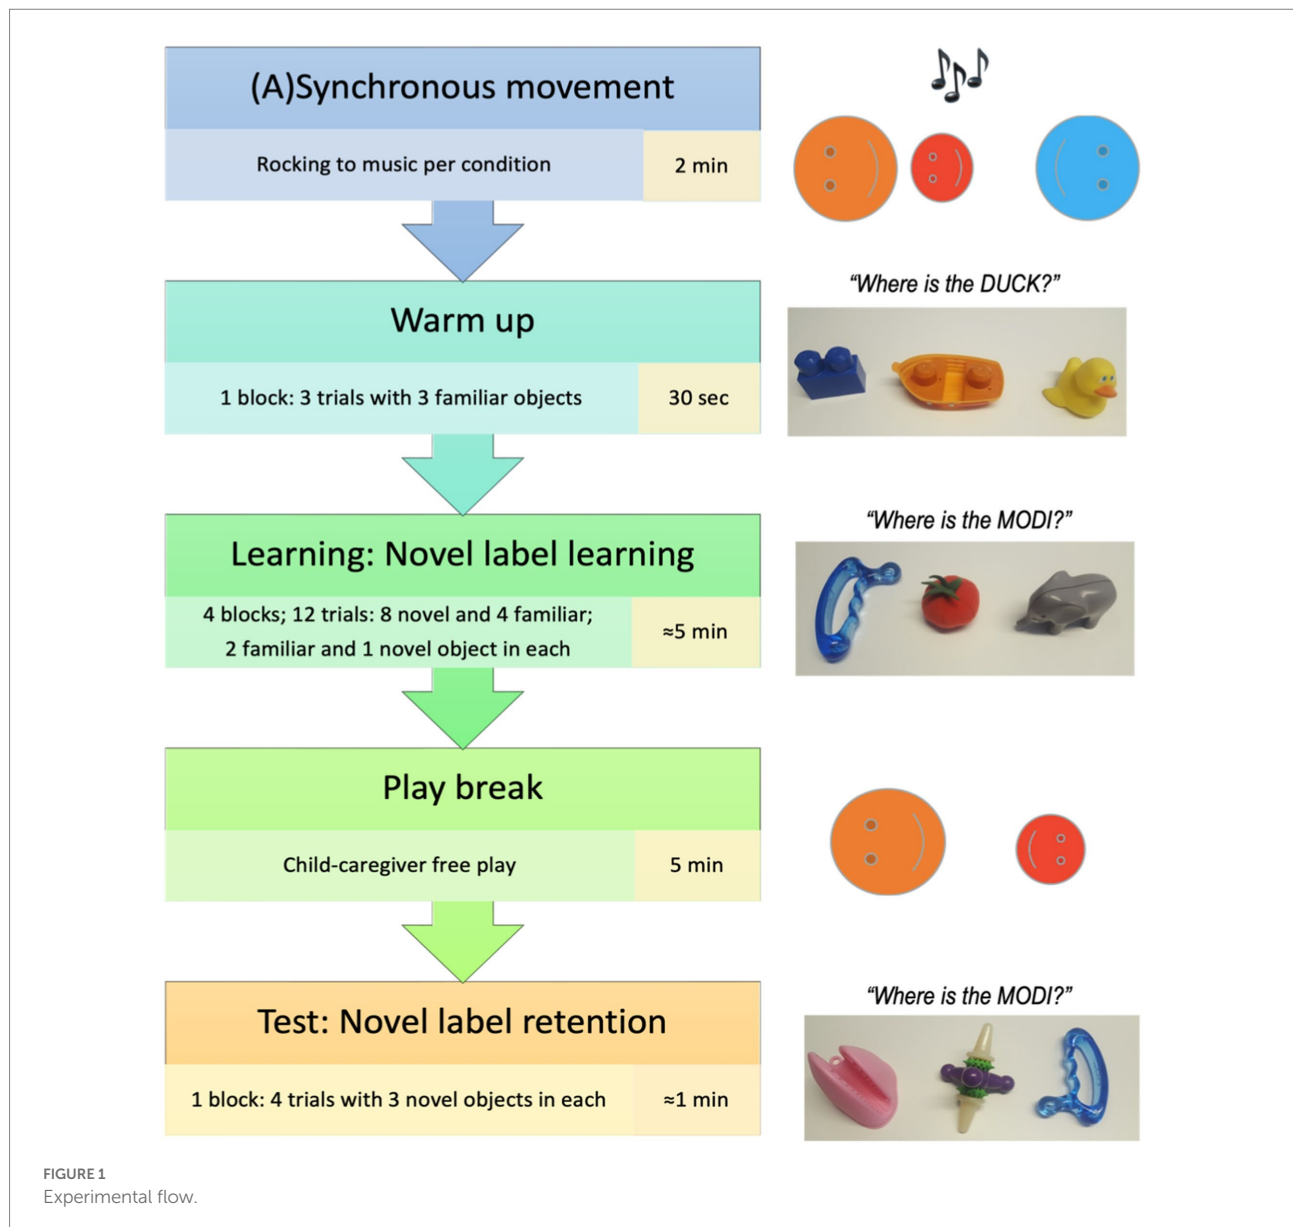 (A)Synchronous movement
Rocking to music per condition
2 min
Warm up
1 block: 3 trials with 3 familiar objects
30 sec
“Where is the DUCK?”
Learning: Novel label learning
4 blocks; 12 trials: 8 novel and 4 familiar;
2 familiar and 1 novel object in each
≈5 min
“Where is the MODI?”
Play break
Child-caregiver free play
5 min
Test: Novel label retention
1 block: 4 trials with 3 novel objects in each
≈1 min
“Where is the MODI?”
FIGURE 1
Experimental flow.